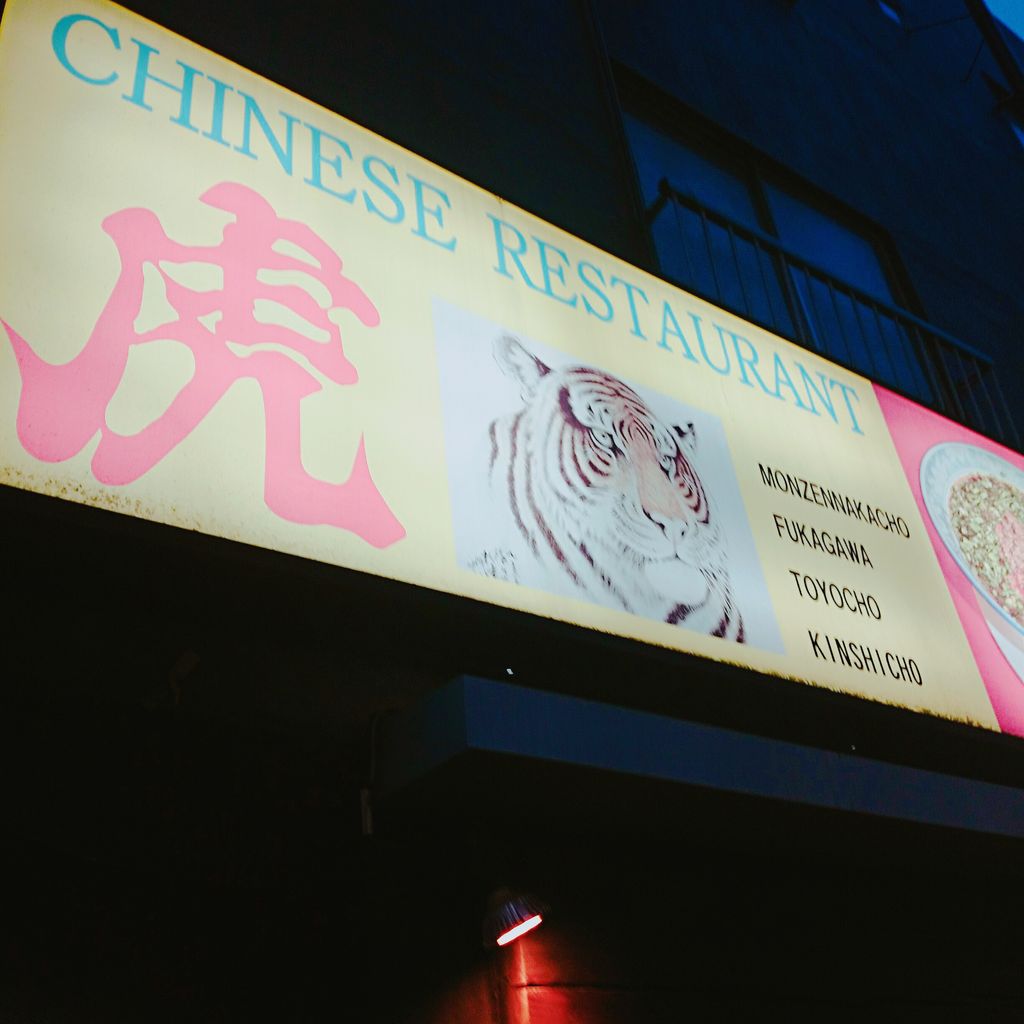 CHINESE RESTAURANT
虎
MONZENNAKACHO
FUKAGAWA
TOYOCHO
KINSHICHO